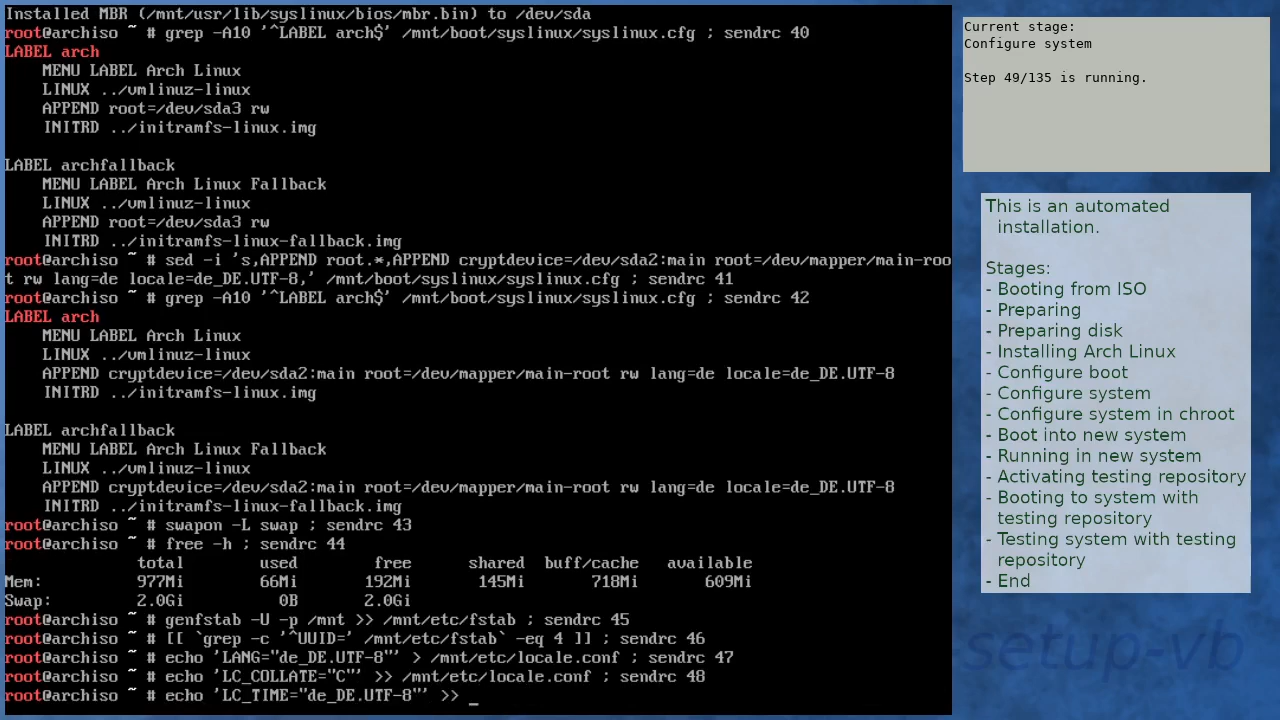 Installed MBR (/mnt/usr/lib/syslinux/bios/mbr.bin) to /dev/sda
root@archiso ~ # grep -A10 '^LABEL arch$' /mnt/boot/syslinux/syslinux.cfg ; sendrc 40
LABEL arch
    MENU LABEL Arch Linux
    LINUX ../vmlinuz-linux
    APPEND root=/dev/sda3 rw
    INITRD ../initramfs-linux.img

LABEL archfallback
    MENU LABEL Arch Linux Fallback
    LINUX ../vmlinuz-linux
    APPEND root=/dev/sda3 rw
    INITRD ../initramfs-linux-fallback.img
root@archiso ~ # sed -i 's,APPEND root.*,APPEND cryptdevice=/dev/sda2:main root=/dev/mapper/main-roo
t rw lang=de locale=de_DE.UTF-8,' /mnt/boot/syslinux/syslinux.cfg ; sendrc 41
root@archiso ~ # grep -A10 '^LABEL arch$' /mnt/boot/syslinux/syslinux.cfg ; sendrc 42
LABEL arch
    MENU LABEL Arch Linux
    LINUX ../vmlinuz-linux
    APPEND cryptdevice=/dev/sda2:main root=/dev/mapper/main-root rw lang=de locale=de_DE.UTF-8
    INITRD ../initramfs-linux.img

LABEL archfallback
    MENU LABEL Arch Linux Fallback
    LINUX ../vmlinuz-linux
    APPEND cryptdevice=/dev/sda2:main root=/dev/mapper/main-root rw lang=de locale=de_DE.UTF-8
    INITRD ../initramfs-linux-fallback.img
root@archiso ~ # swapon -L swap ; sendrc 43
root@archiso ~ # free -h ; sendrc 44
              total        used        free      shared  buff/cache   available
Mem:          977Mi        66Mi       192Mi       145Mi       718Mi       609Mi
Swap:         2.0Gi          0B       2.0Gi
root@archiso ~ # genfstab -U -p /mnt >> /mnt/etc/fstab ; sendrc 45
root@archiso ~ # [[ `grep -c '^UUID=' /mnt/etc/fstab` -eq 4 ]] ; sendrc 46
root@archiso ~ # echo 'LANG="de_DE.UTF-8"' > /mnt/etc/locale.conf ; sendrc 47
root@archiso ~ # echo 'LC_COLLATE="C"' >> /mnt/etc/locale.conf ; sendrc 48
root@archiso ~ # echo 'LC_TIME="de_DE.UTF-8"' >> _
Current stage:
Configure system

Step 49/135 is running.
This is an automated
installation.

Stages:
- Booting from ISO
- Preparing
- Preparing disk
- Installing Arch Linux
- Configure boot
- Configure system
- Configure system in chroot
- Boot into new system
- Running in new system
- Activating testing repository
- Booting to system with
testing repository
- Testing system with testing
repository
- End
setup-vb